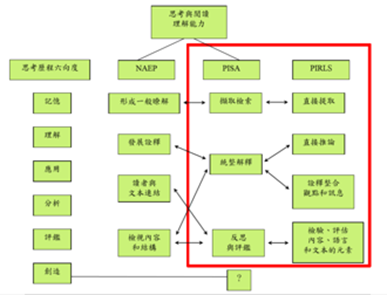 思考與閱讀
理解能力
思考歷程六向度
NAEP
PISA
PIRLS
記憶
形成一般瞭解
擷取檢索
直接提取
理解
發展詮釋
統整解釋
直接推論
應用
讀者與
文本連結
詮釋整合
觀點和訊息
分析
評鑑
檢視內容
和結構
反思
與評鑑
檢驗、評估
內容、語言
和文本的元素
創造
?